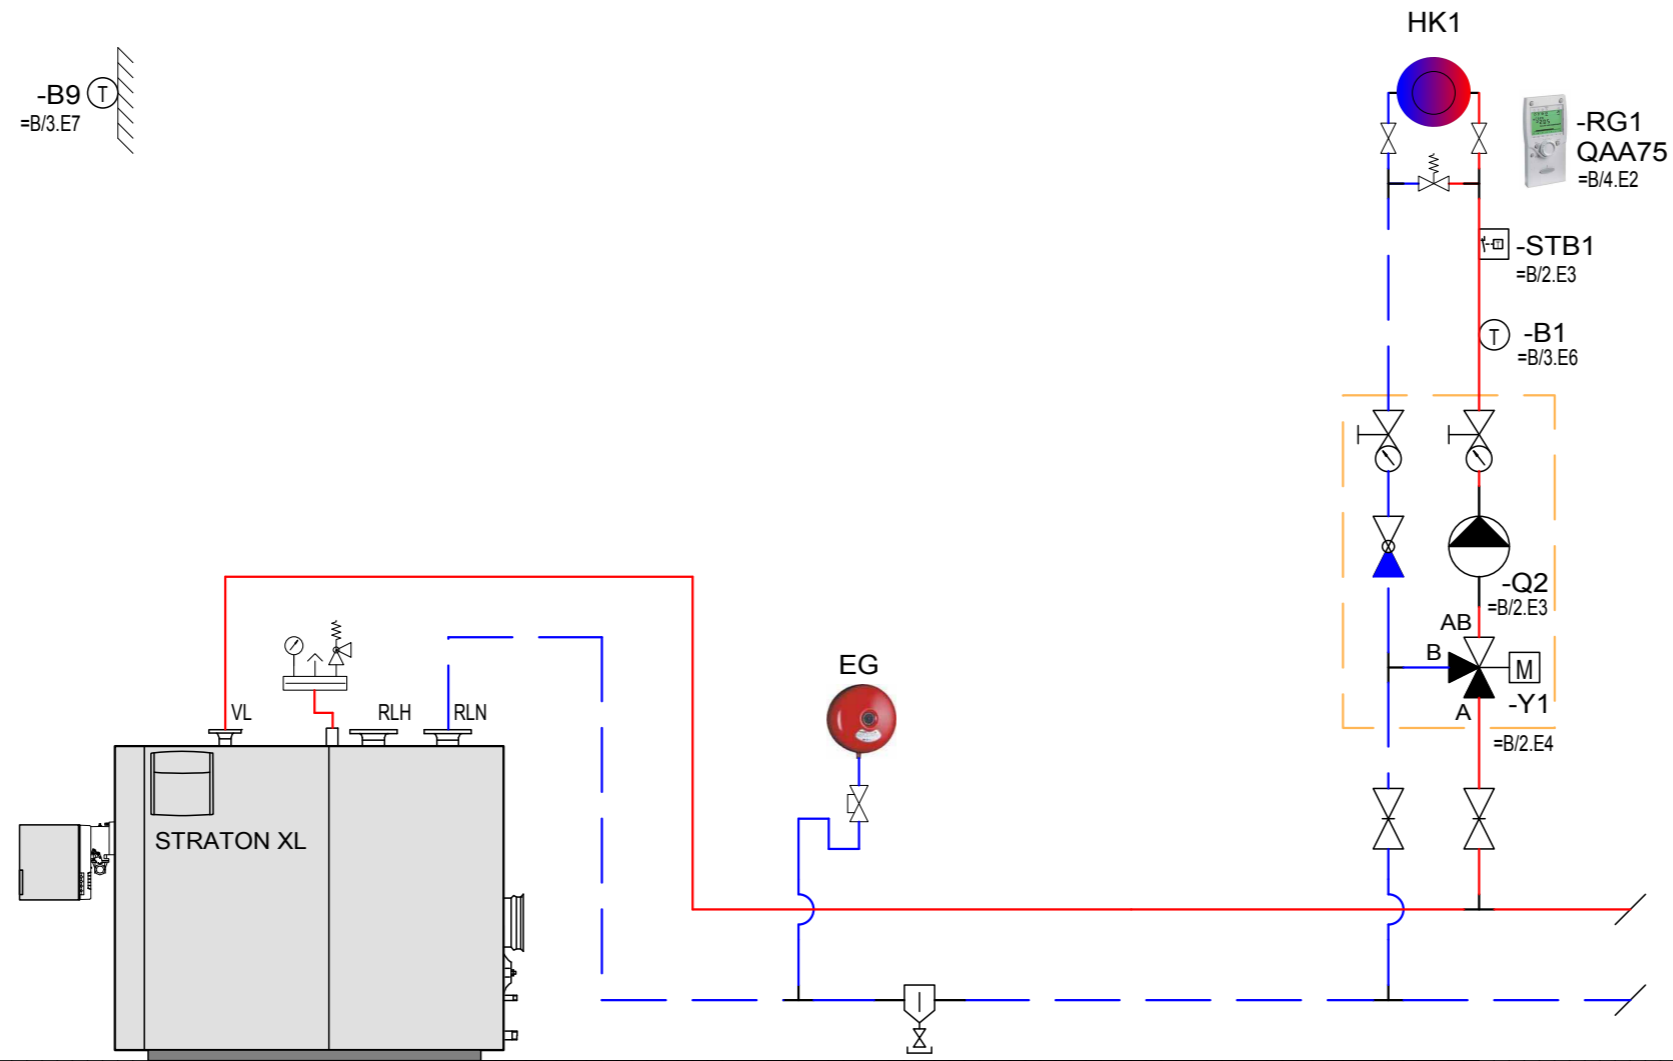 HK1
-B9
T
=B/3.E7
-RG1
QAA75
=B/4.E2
-STB1
=B/2.E3
T
-B1
=B/3.E6
-Q2
=B/2.E3
AB
B
M
A
-Y1
=B/2.E4
EG
VL
RLH
RLN
STRATON XL